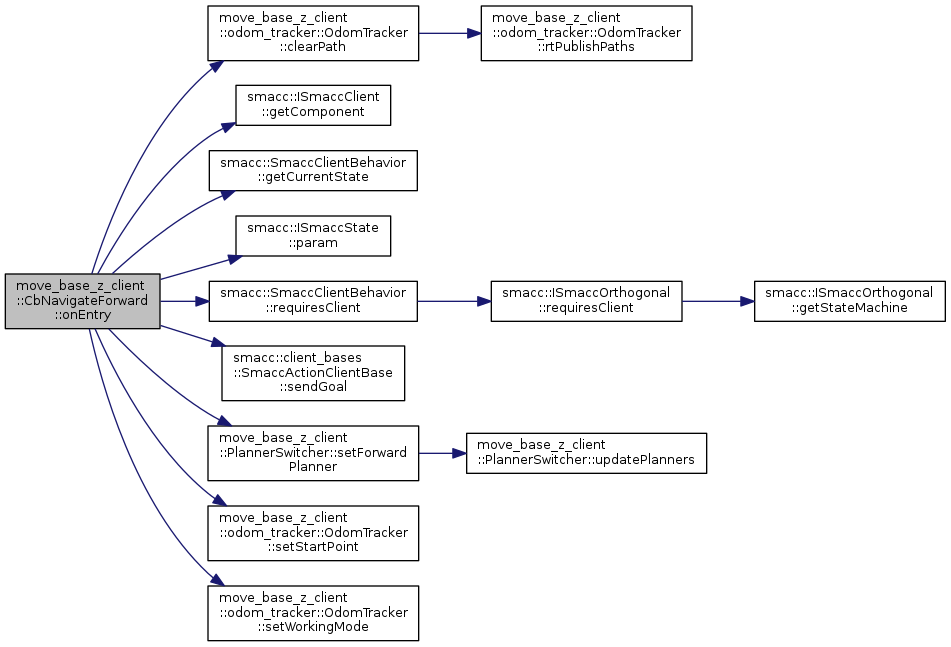 move_base_z_client
::odom_tracker::OdomTracker
::clearPath
move_base_z_client
::odom_tracker::OdomTracker
::rtPublishPaths
smacc::ISmaccClient
::getComponent
smacc::SmaccClientBehavior
::getCurrentState
smacc::ISmaccState
::param
move_base_z_client
::CbNavigateForward
::onEntry
smacc::SmaccClientBehavior
::requiresClient
smacc::ISmaccOrthogonal
::requiresClient
smacc::ISmaccOrthogonal
::getStateMachine
smacc::client_bases
::SmaccActionClientBase
::sendGoal
move_base_z_client
::PlannerSwitcher::setForward
Planner
move_base_z_client
::PlannerSwitcher::updatePlanners
move_base_z_client
::odom_tracker::OdomTracker
::setStartPoint
move_base_z_client
::odom_tracker::OdomTracker
::setWorkingMode